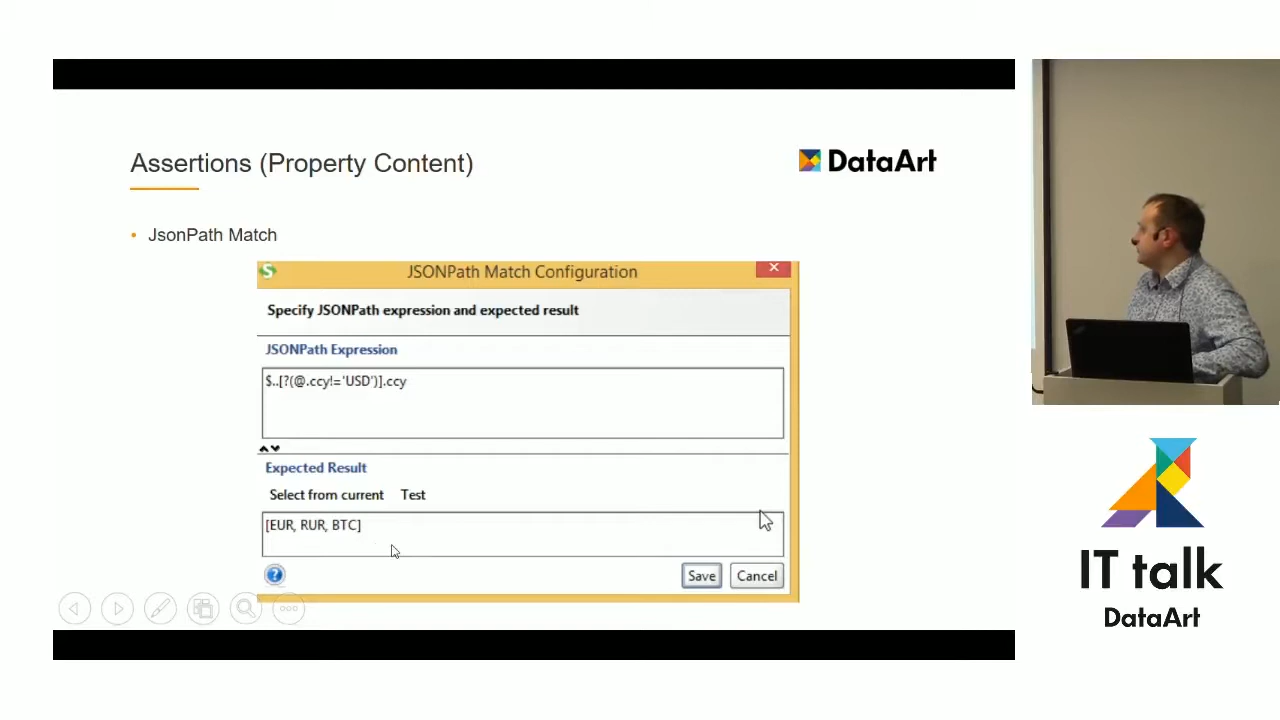 Assertions (Property Content)
DataArt
• JsonPath Match
JSONPath Match Configuration
Specify JSONPath expression and expected result
JSONPath Expression
$..[?(@.ccy!='USD')].ccy
Expected Result
Select from current Test
[EUR, RUR, BTC]
Save Cancel
IT talk
DataArt